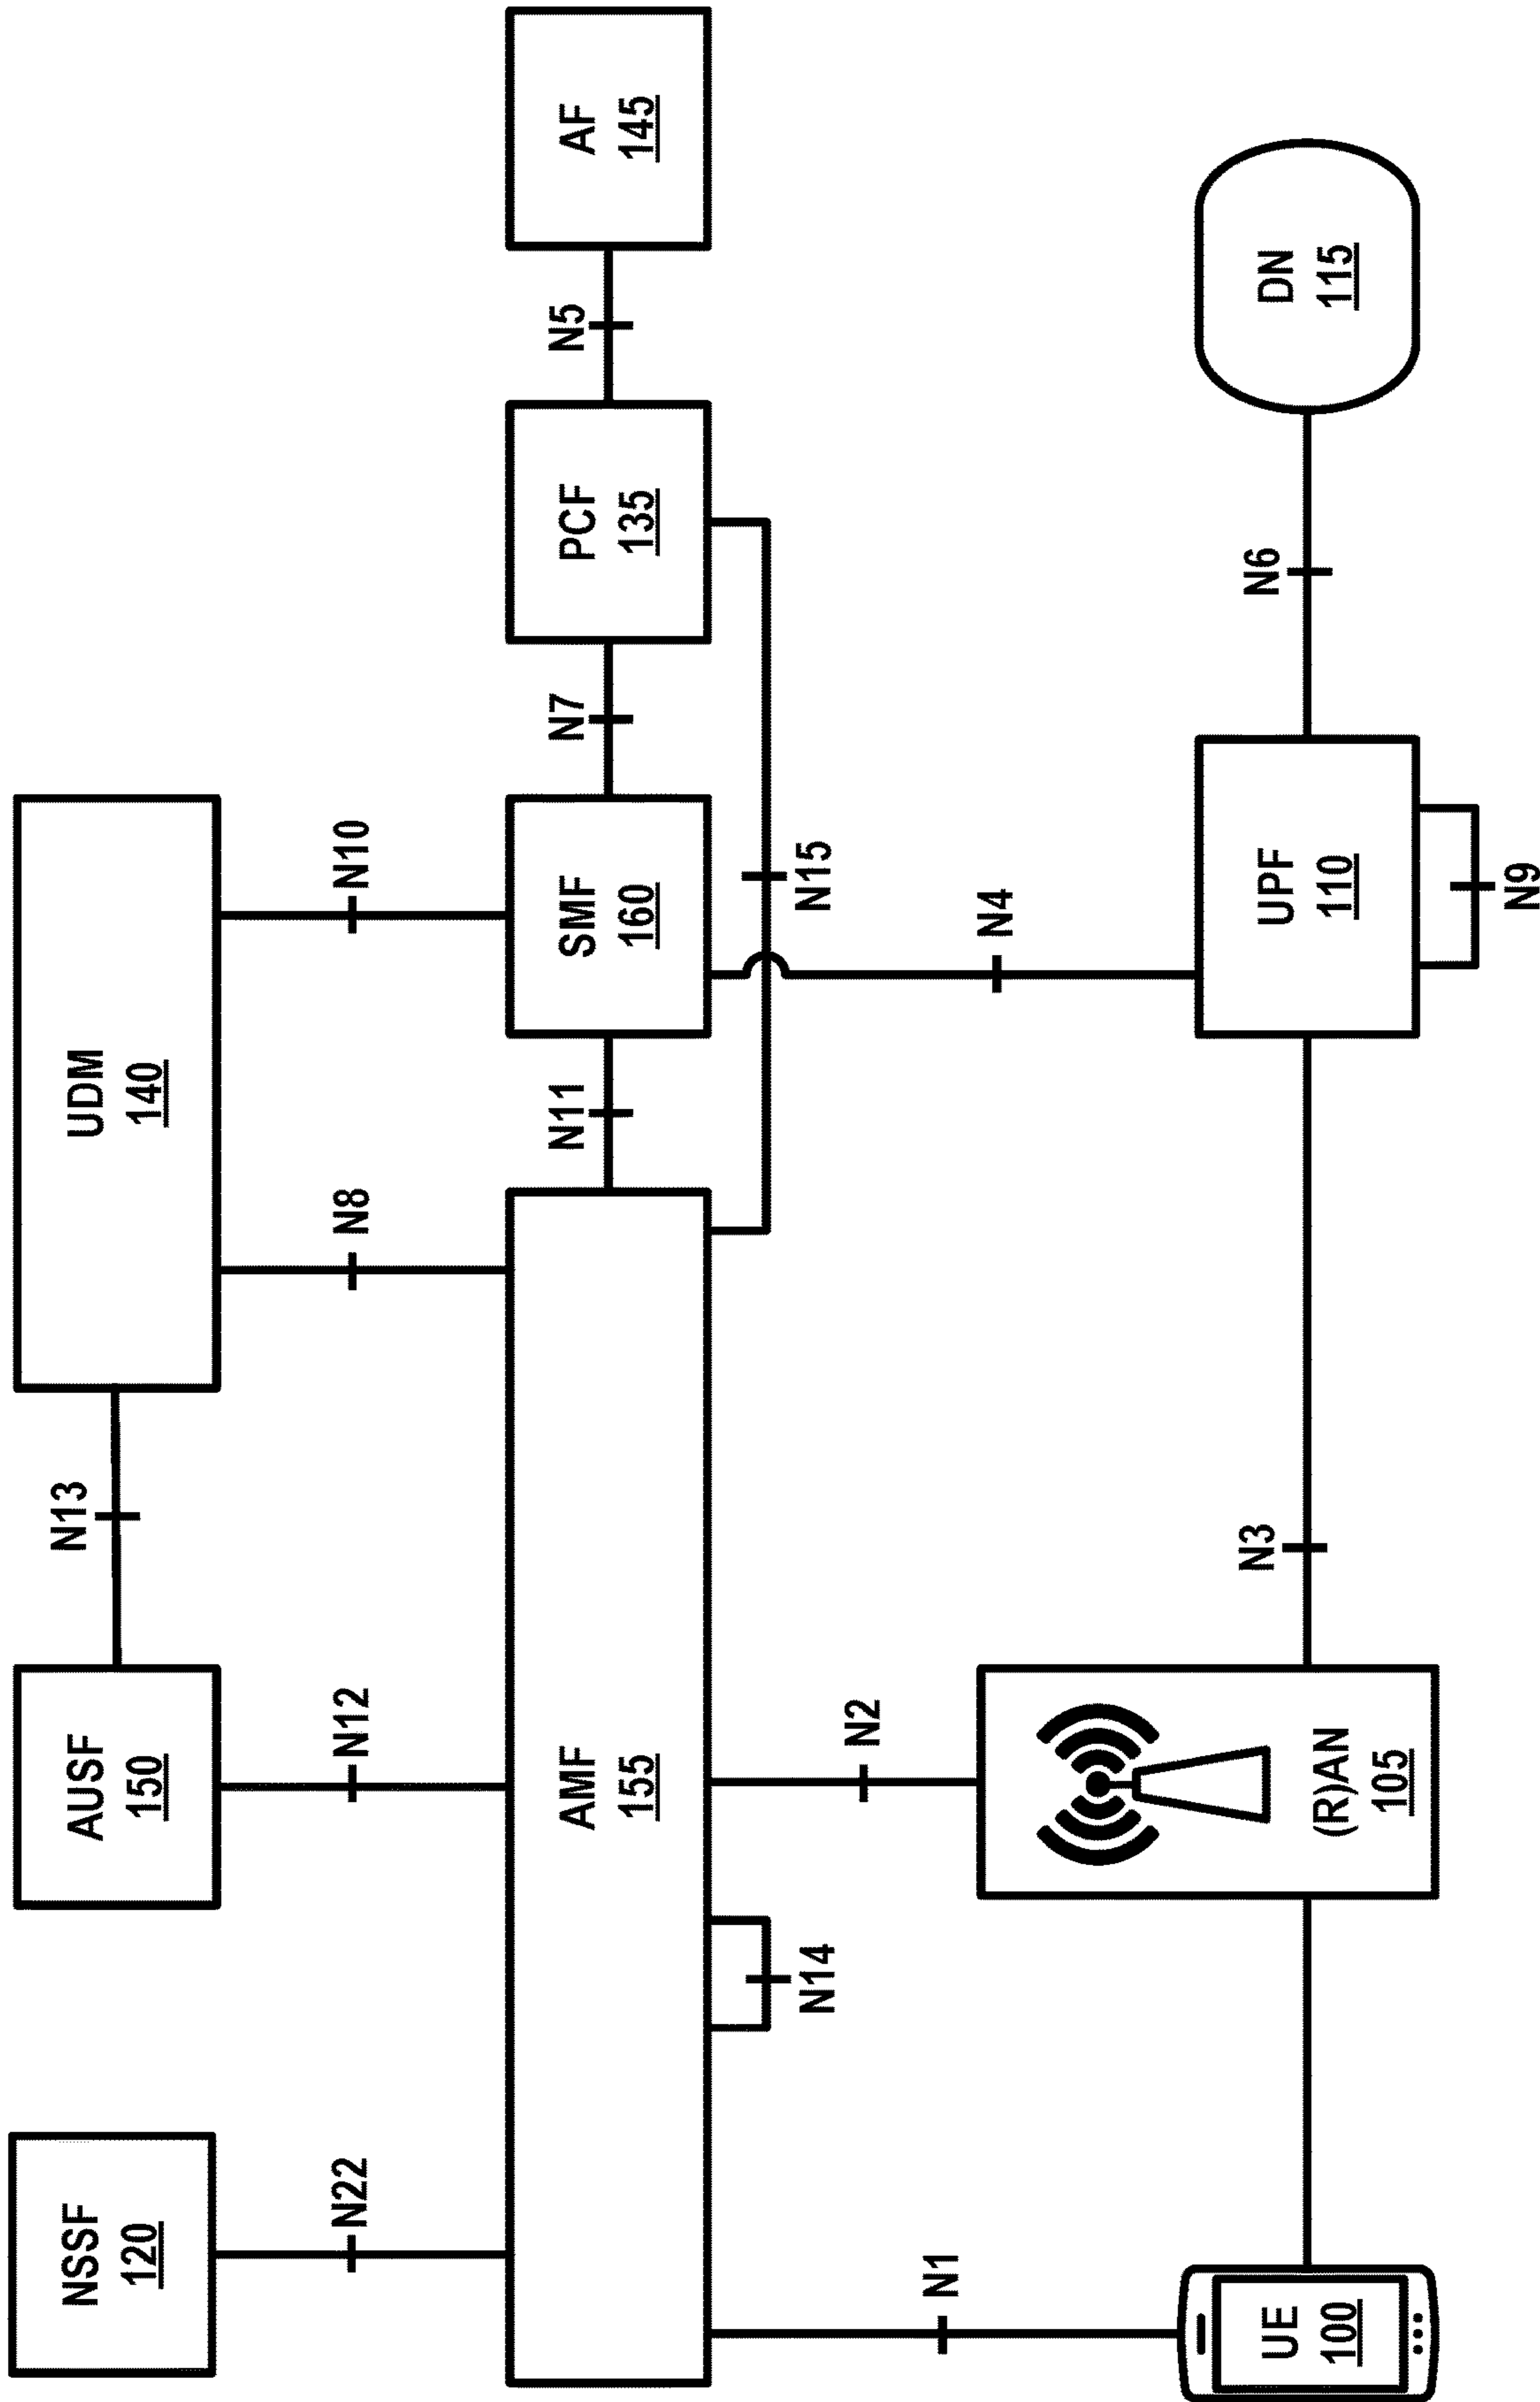 NSSF
120
AUSF
150
N13
UDM
140
N22
N12
N8
N10
AMF
155
N11
SMF
160
N7
PCF
135
N5
AF
145
N14
N15
N1
N2
N4
UE
100
(R)AN
105
N3
UPF
110
N6
DN
115
N9